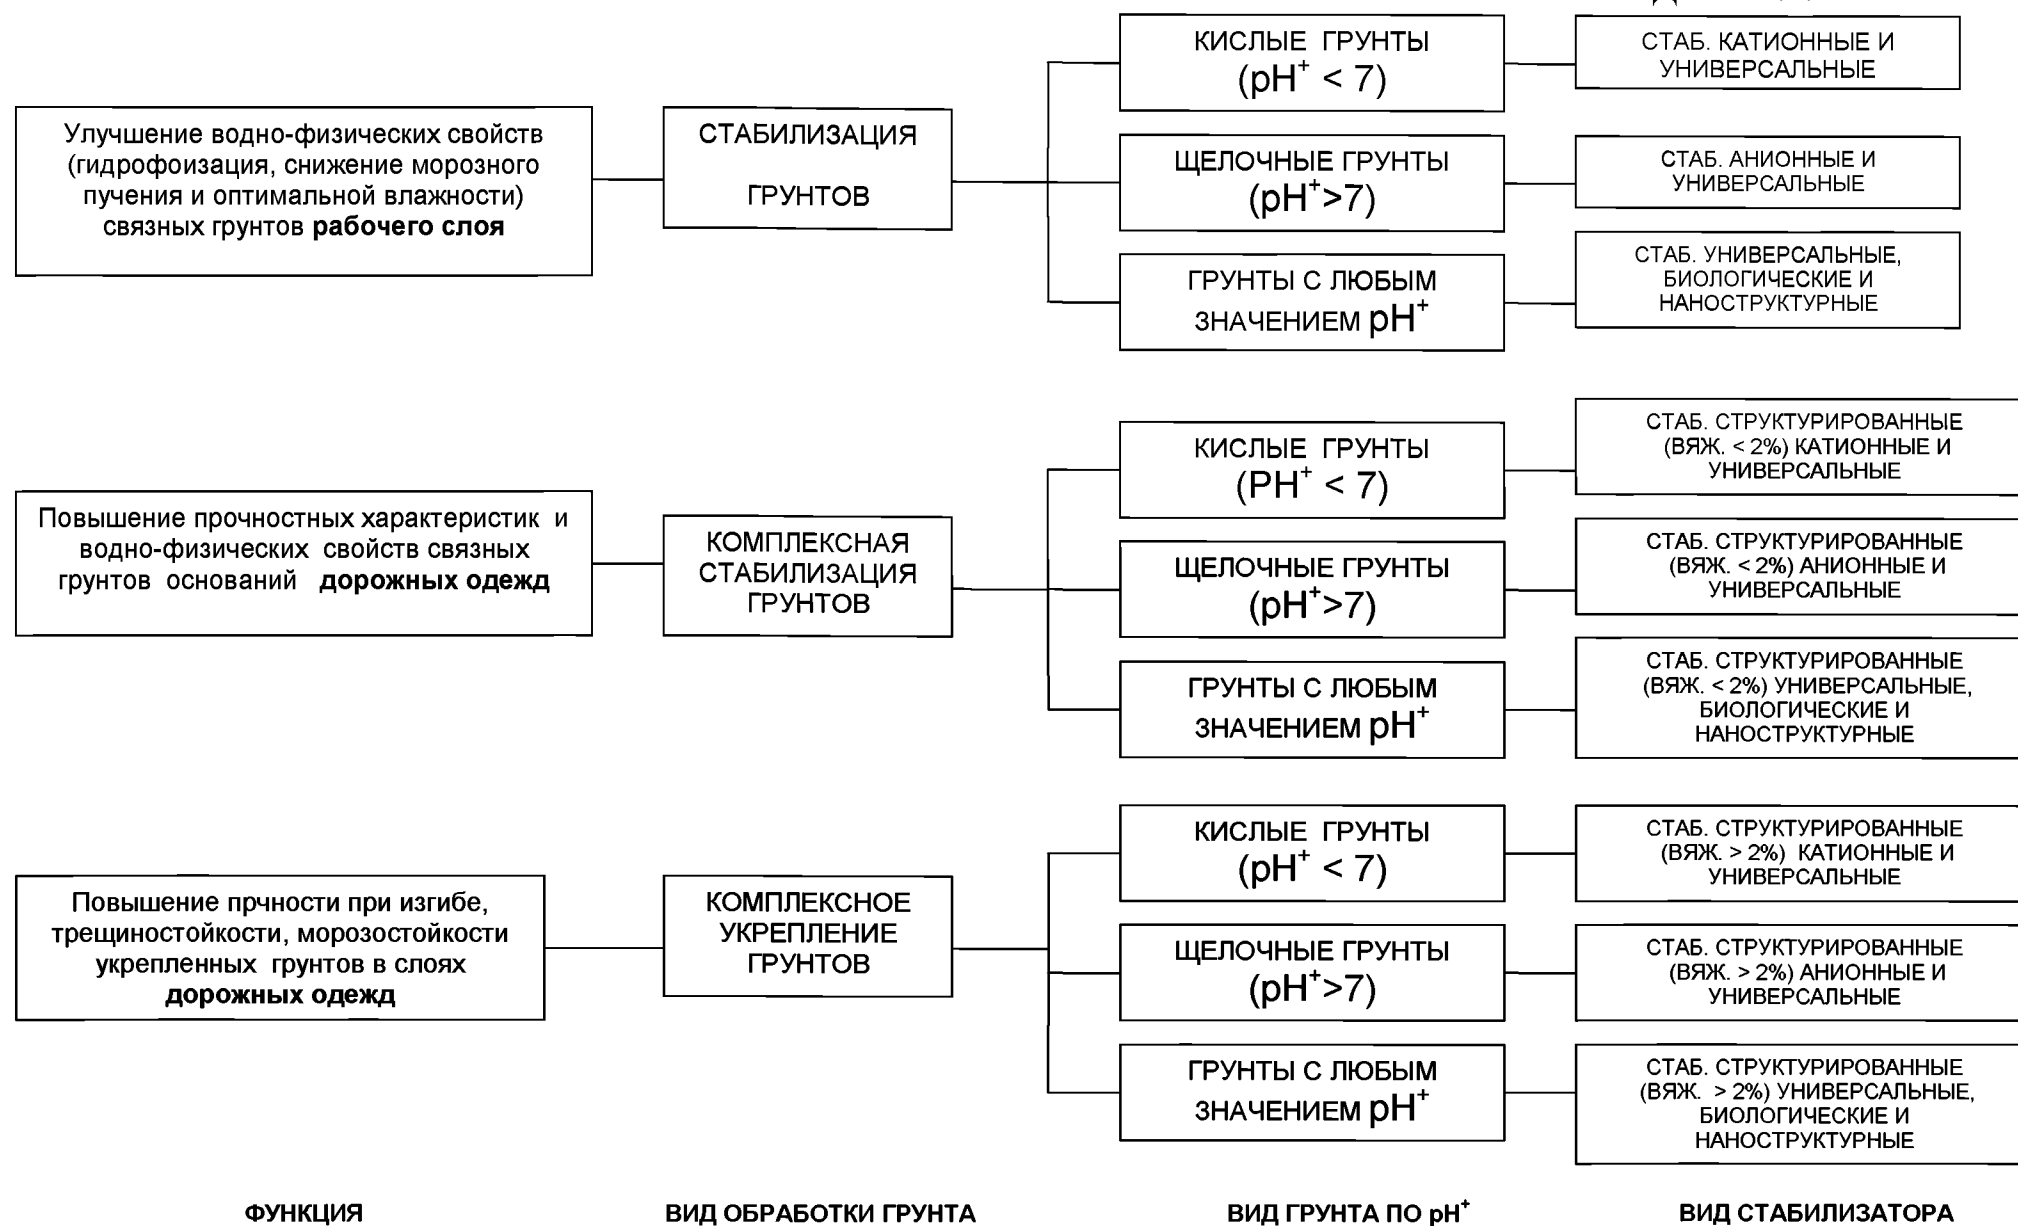 Улучшение водно-физических свойств
(гидрофоизация, снижение морозного
пучения и оптимальной влажности)
связных грунтов рабочего слоя
СТАБИЛИЗАЦИЯ
ГРУНТОВ
КИСЛЫЕ ГРУНТЫ
(pH⁺ < 7)
СТАБ. КАТИОННЫЕ И
УНИВЕРСАЛЬНЫЕ
ЩЕЛОЧНЫЕ ГРУНТЫ
(pH⁺>7)
СТАБ. АНИОННЫЕ И
УНИВЕРСАЛЬНЫЕ
ГРУНТЫ С ЛЮБЫМ
ЗНАЧЕНИЕМ pH⁺
СТАБ. УНИВЕРСАЛЬНЫЕ,
БИОЛОГИЧЕСКИЕ И
НАНОСТРУКТУРНЫЕ
Повышение прочностных характеристик и
водно-физических свойств связных
грунтов оснований дорожных одежд
КОМПЛЕКСНАЯ
СТАБИЛИЗАЦИЯ
ГРУНТОВ
КИСЛЫЕ ГРУНТЫ
(PH⁺ < 7)
СТАБ. СТРУКТУРИРОВАННЫЕ
(ВЯЖ. < 2%) КАТИОННЫЕ И
УНИВЕРСАЛЬНЫЕ
ЩЕЛОЧНЫЕ ГРУНТЫ
(pH⁺>7)
СТАБ. СТРУКТУРИРОВАННЫЕ
(ВЯЖ. < 2%) АНИОННЫЕ И
УНИВЕРСАЛЬНЫЕ
ГРУНТЫ С ЛЮБЫМ
ЗНАЧЕНИЕМ pH⁺
СТАБ. СТРУКТУРИРОВАННЫЕ
(ВЯЖ. < 2%) УНИВЕРСАЛЬНЫЕ,
БИОЛОГИЧЕСКИЕ И
НАНОСТРУКТУРНЫЕ
Повышение прчности при изгибе,
трещиностойкости, морозостойкости
укрепленных грунтов в слоях
дорожных одежд
КОМПЛЕКСНОЕ
УКРЕПЛЕНИЕ
ГРУНТОВ
КИСЛЫЕ ГРУНТЫ
(pH⁺ < 7)
СТАБ. СТРУКТУРИРОВАННЫЕ
(ВЯЖ. > 2%) КАТИОННЫЕ И
УНИВЕРСАЛЬНЫЕ
ЩЕЛОЧНЫЕ ГРУНТЫ
(pH⁺>7)
СТАБ. СТРУКТУРИРОВАННЫЕ
(ВЯЖ. > 2%) АНИОННЫЕ И
УНИВЕРСАЛЬНЫЕ
ГРУНТЫ С ЛЮБЫМ
ЗНАЧЕНИЕМ pH⁺
СТАБ. СТРУКТУРИРОВАННЫЕ
(ВЯЖ. > 2%) УНИВЕРСАЛЬНЫЕ,
БИОЛОГИЧЕСКИЕ И
НАНОСТРУКТУРНЫЕ
ФУНКЦИЯ
ВИД ОБРАБОТКИ ГРУНТА
ВИД ГРУНТА ПО pH⁺
ВИД СТАБИЛИЗАТОРА